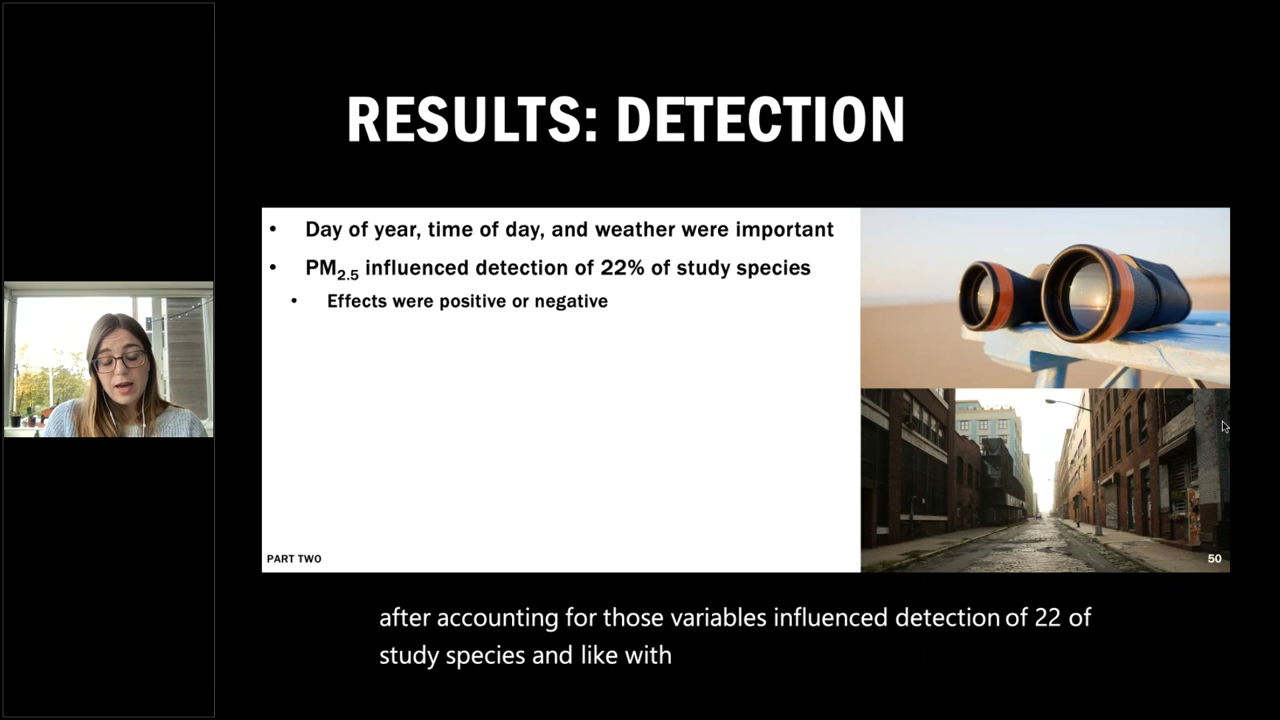 RESULTS: DETECTION
• Day of year, time of day, and weather were important
• PM2.5 influenced detection of 22% of study species
• Effects were positive or negative
PART TWO
50
after accounting for those variables influenced detection of 22 of
study species and like with